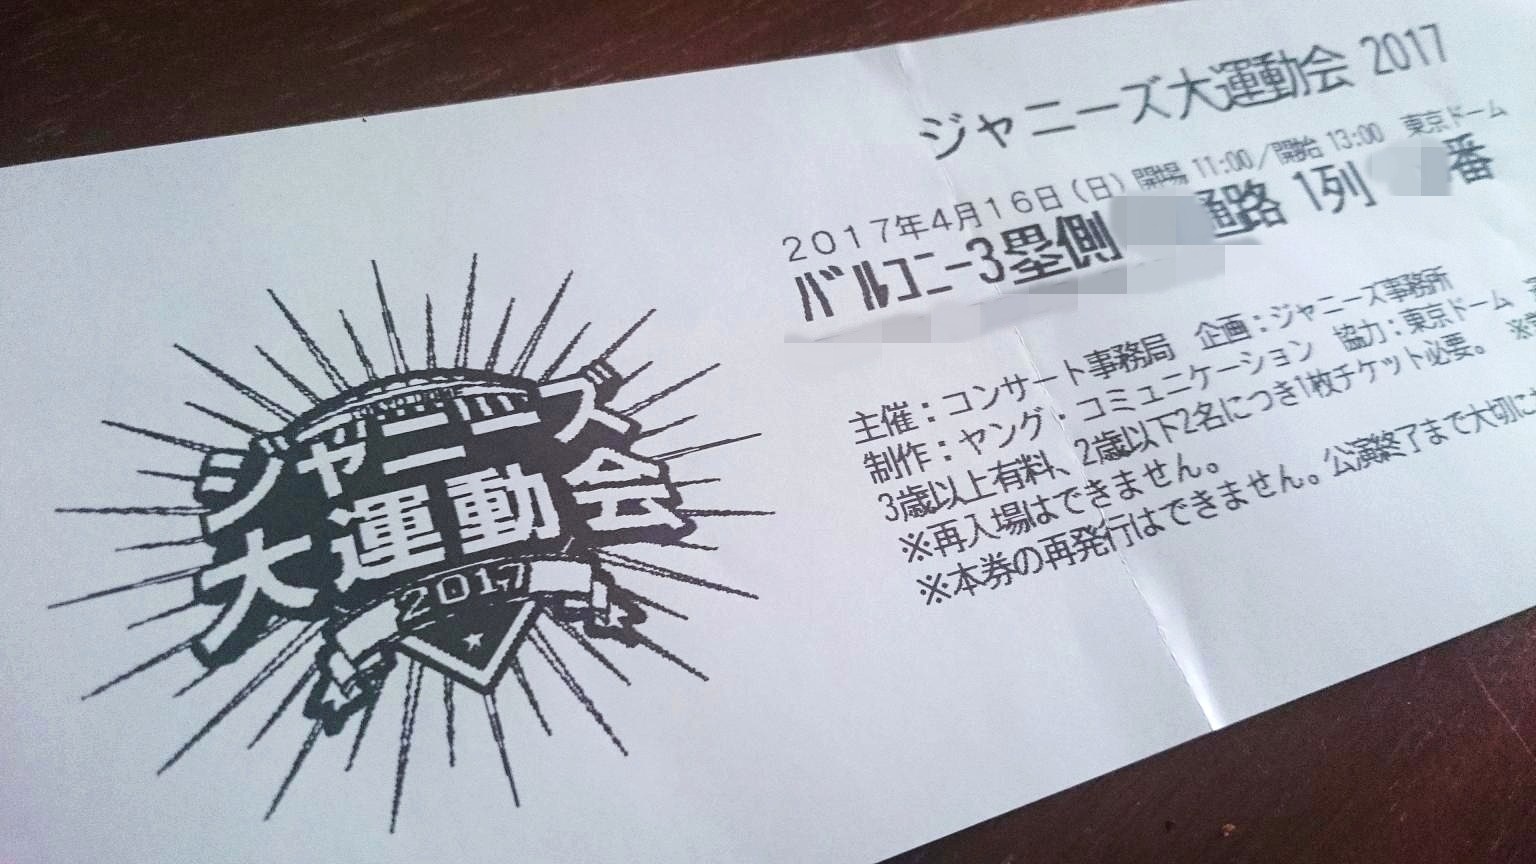 ジャニーズ
大運動会
2017
ジャニーズ大運動会 2017
2017年4月16日(日) 開場 11:00/開始 13:00 東京ドーム
バルコニー3塁側 通路 1列 番
主催:コンサート事務局 企画:ジャニーズ事務所
制作:ヤング・コミュニケーション 協力:東京ドーム
3歳以上有料、2歳以下2名につき1枚チケット必要。 ※
※再入場はできません。
※本券の再発行はできません。公演終了まで大切に